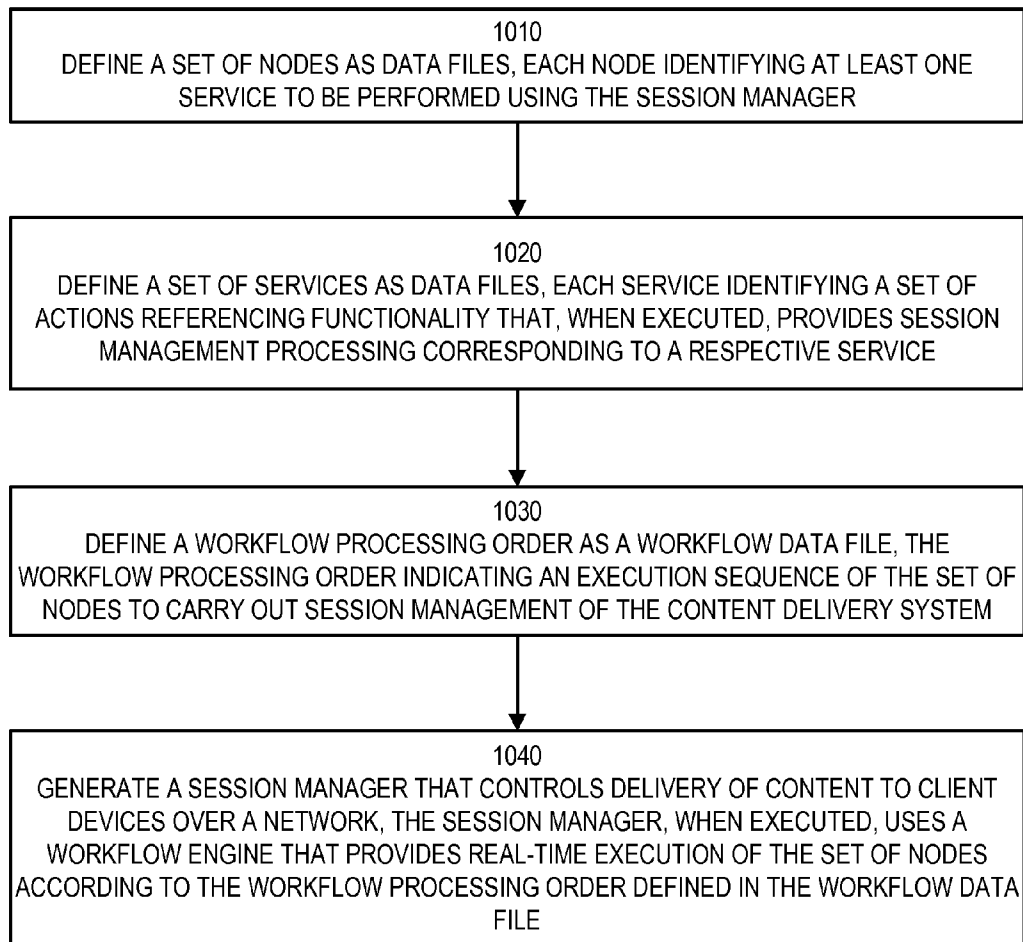 1010
DEFINE A SET OF NODES AS DATA FILES, EACH NODE IDENTIFYING AT LEAST ONE
SERVICE TO BE PERFORMED USING THE SESSION MANAGER
1020
DEFINE A SET OF SERVICES AS DATA FILES, EACH SERVICE IDENTIFYING A SET OF
ACTIONS REFERENCING FUNCTIONALITY THAT, WHEN EXECUTED, PROVIDES SESSION
MANAGEMENT PROCESSING CORRESPONDING TO A RESPECTIVE SERVICE
1030
DEFINE A WORKFLOW PROCESSING ORDER AS A WORKFLOW DATA FILE, THE
WORKFLOW PROCESSING ORDER INDICATING AN EXECUTION SEQUENCE OF THE SET OF
NODES TO CARRY OUT SESSION MANAGEMENT OF THE CONTENT DELIVERY SYSTEM
1040
GENERATE A SESSION MANAGER THAT CONTROLS DELIVERY OF CONTENT TO CLIENT
DEVICES OVER A NETWORK, THE SESSION MANAGER, WHEN EXECUTED, USES A
WORKFLOW ENGINE THAT PROVIDES REAL-TIME EXECUTION OF THE SET OF NODES
ACCORDING TO THE WORKFLOW PROCESSING ORDER DEFINED IN THE WORKFLOW DATA
FILE